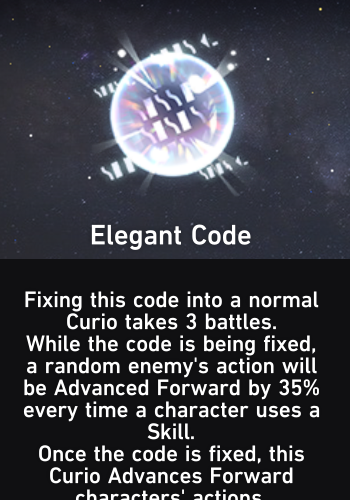 Elegant Code
Fixing this code into a normal
Curio takes 3 battles.
While the code is being fixed,
a random enemy's action will
be Advanced Forward by 35%
every time a character uses a
Skill.
Once the code is fixed, this
Curio Advances Forward
characters' actions